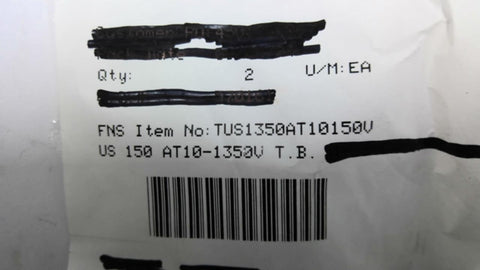 Qty: 2 U/M:EA
FNS Item No:TUS1350AT10150V
US 150 AT10-1350V T.B.